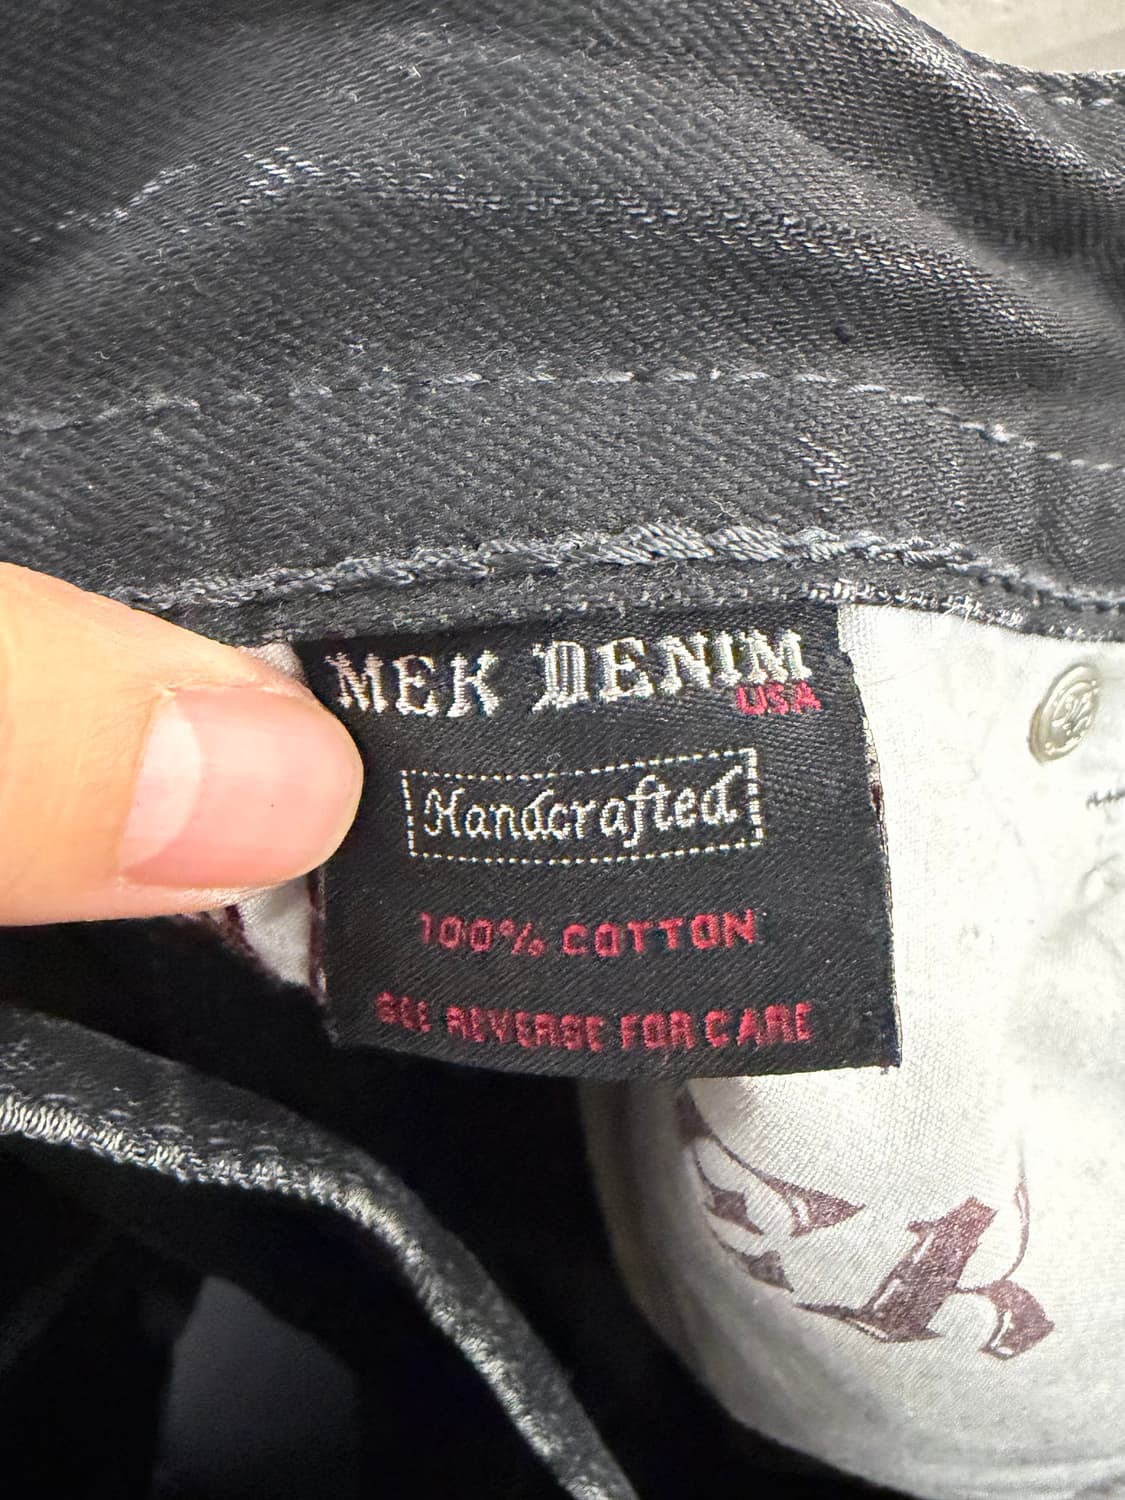 MEK DENIM
USA
Handcrafted
100% COTTON
SEE REVERSE FOR CARE